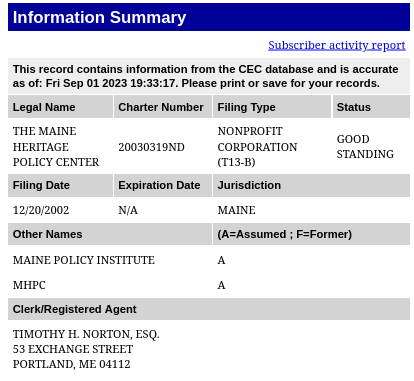 Information Summary
Subscriber activity report
This record contains information from the CEC database and is accurate
as of: Fri Sep 01 2023 19:33:17. Please print or save for your records.
Legal Name Charter Number Filing Type Status
THE MAINE
HERITAGE
POLICY CENTER
20030319ND
NONPROFIT
CORPORATION
(T13-B)
GOOD
STANDING
Filing Date Expiration Date Jurisdiction
12/20/2002 N/A MAINE
Other Names (A=Assumed ; F=Former)
MAINE POLICY INSTITUTE A
MHPC A
Clerk/Registered Agent
TIMOTHY H. NORTON, ESQ.
53 EXCHANGE STREET
PORTLAND, ME 04112